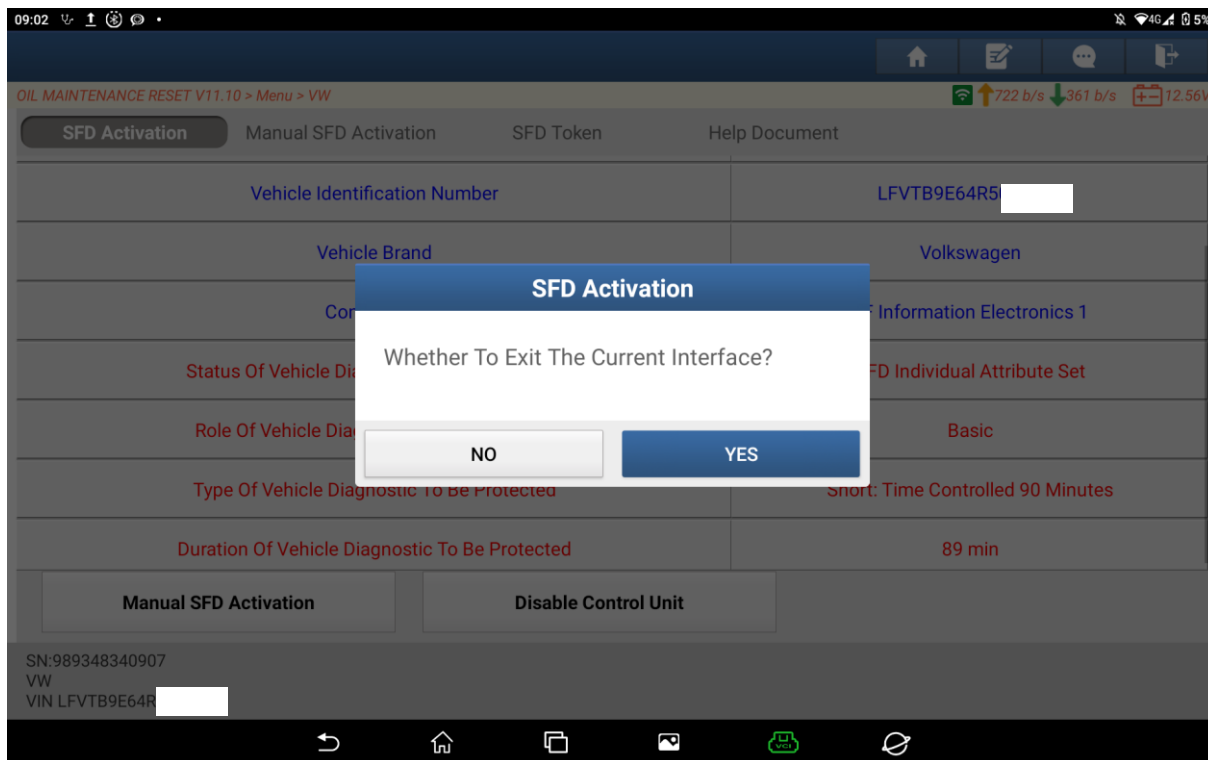 09:02
4G 5%
OIL MAINTENANCE RESET V11.10 > Menu > VW
722 b/s 361 b/s 12.56V
SFD Activation Manual SFD Activation SFD Token Help Document
Vehicle Identification Number LFVTB9E64R5
Vehicle Brand Volkswagen
SFD Activation
Information Electronics 1
Whether To Exit The Current Interface?
Status Of Vehicle FD Individual Attribute Set
Role Of Vehicle Basic
NO YES
Type Of Vehicle Diagnostic To Be Protected Short: Time Controlled 90 Minutes
Duration Of Vehicle Diagnostic To Be Protected 89 min
Manual SFD Activation Disable Control Unit
SN:989348340907
VW
VIN LFVTB9E64R
VCI